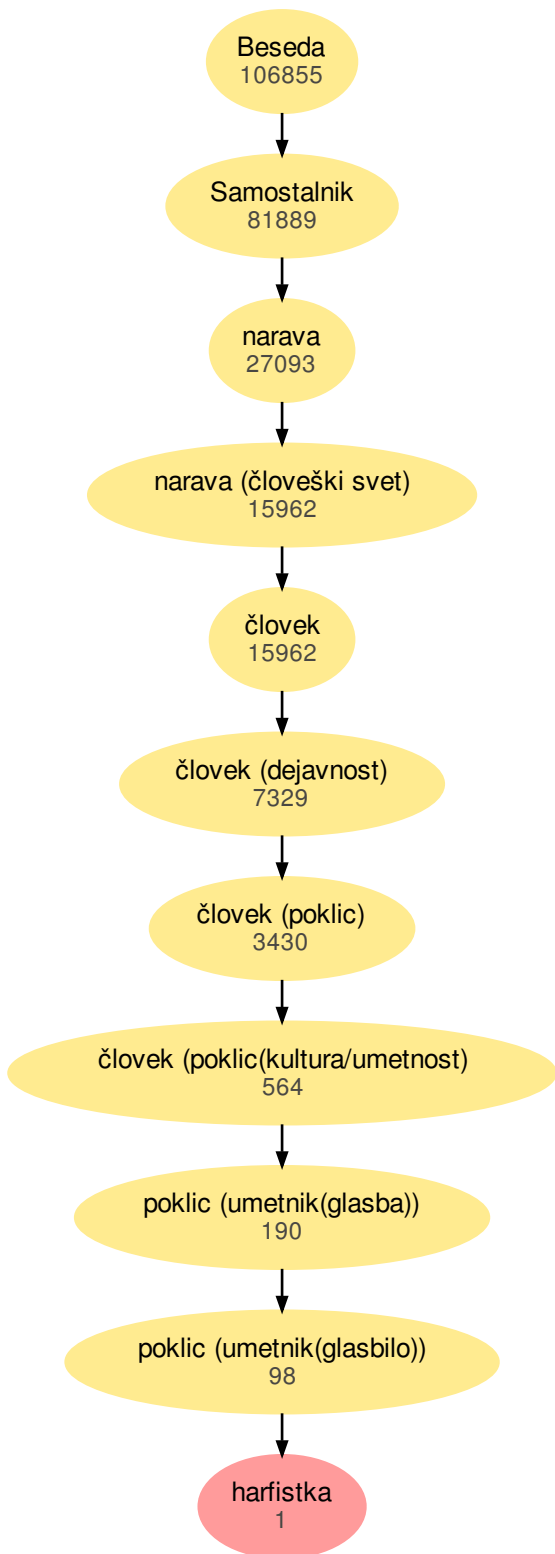 Beseda
106855
Samostalnik
81889
narava
27093
narava (človeški svet)
15962
človek
15962
človek (dejavnost)
7329
človek (poklic)
3430
človek (poklic(kultura/umetnost)
564
poklic (umetnik(glasba))
190
poklic (umetnik(glasbilo))
98
harfistka
1